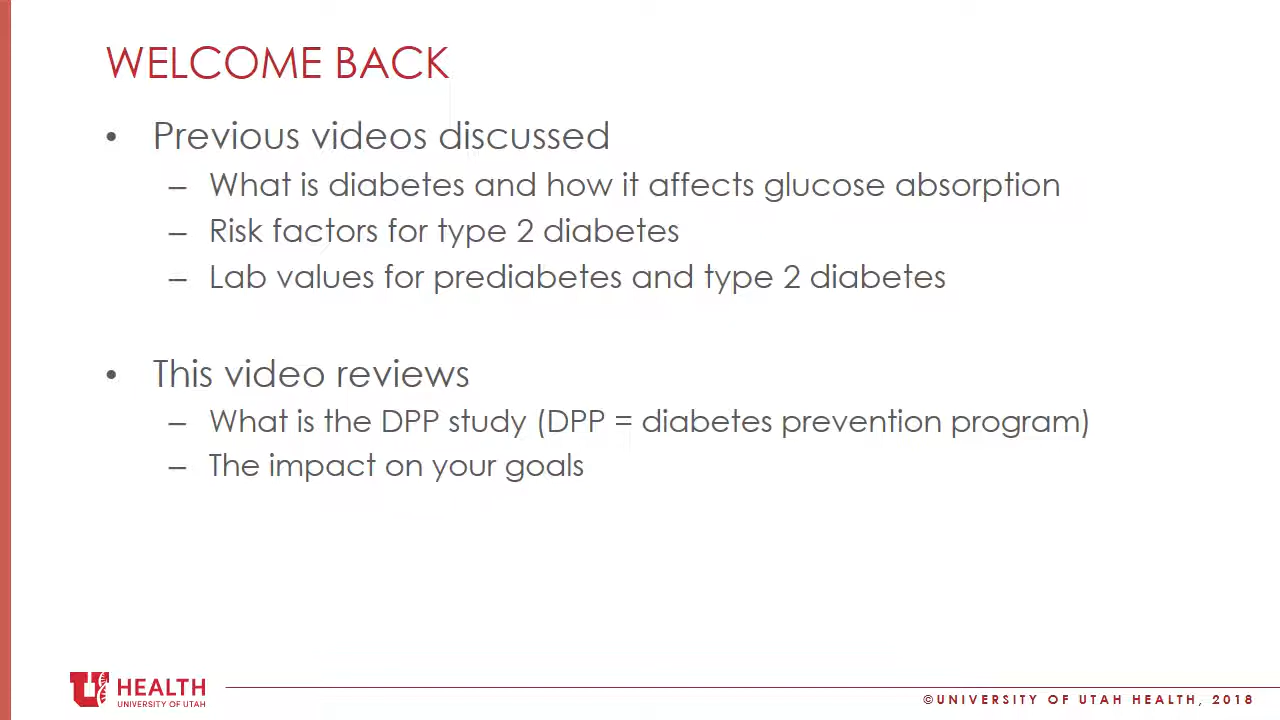 WELCOME BACK
• Previous videos discussed
– What is diabetes and how it affects glucose absorption
– Risk factors for type 2 diabetes
– Lab values for prediabetes and type 2 diabetes
• This video reviews
– What is the DPP study (DPP = diabetes prevention program)
– The impact on your goals
U HEALTH
UNIVERSITY OF UTAH
©UNIVERSITY OF UTAH HEALTH, 2018